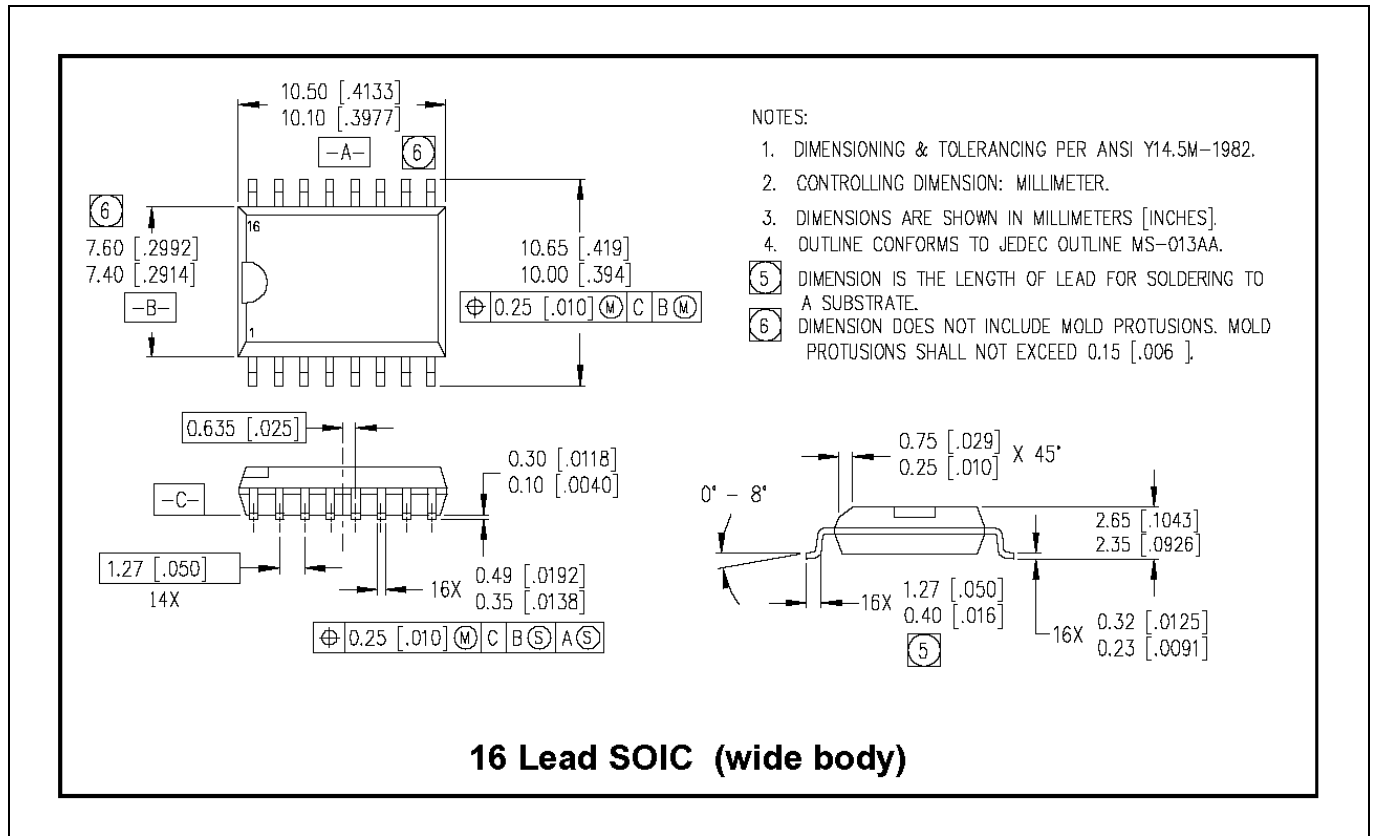 10.50 [.4133]
10.10 [.3977]
-A- 6
6
7.60 [.2992]
7.40 [.2914]
-B-
16
1
10.65 [.419]
10.00 [.394]
⌖ 0.25 [.010] Ⓜ C B Ⓜ
NOTES:
1. DIMENSIONING & TOLERANCING PER ANSI Y14.5M-1982.
2. CONTROLLING DIMENSION: MILLIMETER.
3. DIMENSIONS ARE SHOWN IN MILLIMETERS [INCHES].
4. OUTLINE CONFORMS TO JEDEC OUTLINE MS-013AA.
5 DIMENSION IS THE LENGTH OF LEAD FOR SOLDERING TO
A SUBSTRATE.
6 DIMENSION DOES NOT INCLUDE MOLD PROTUSIONS. MOLD
PROTUSIONS SHALL NOT EXCEED 0.15 [.006 ].
0.635 [.025]
0.30 [.0118]
0.10 [.0040]
-C-
1.27 [.050]
14X
16X 0.49 [.0192]
0.35 [.0138]
⌖ 0.25 [.010] Ⓜ C B Ⓢ A Ⓢ
0.75 [.029]
0.25 [.010]
X 45°
0° - 8°
2.65 [.1043]
2.35 [.0926]
16X 1.27 [.050]
0.40 [.016]
5
16X 0.32 [.0125]
0.23 [.0091]
16 Lead SOIC (wide body)